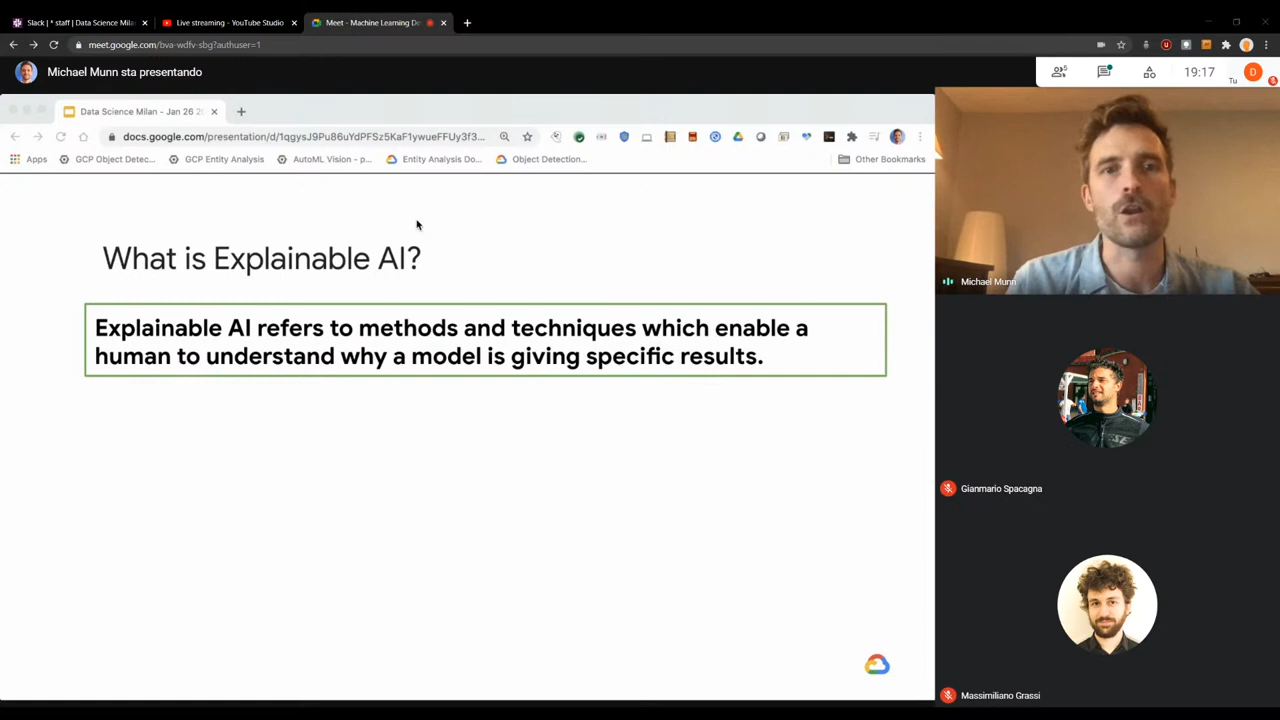 Slack | * staff | Data Science Mila
Live streaming - YouTube Studio
Meet - Machine Learning De
meet.google.com/bva-wdfv-sbg?authuser=1
Michael Munn sta presentando
5
19:17
D
Tu
Data Science Milan - Jan 26 2
docs.google.com/presentation/d/1qgysJ9Pu86uYdPFSz5KaF1ywueFFUy3f3...
Apps
GCP Object Detec...
GCP Entity Analysis
AutoML Vision - p...
Entity Analysis Do...
Object Detection...
Other Bookmarks
What is Explainable AI?
Explainable AI refers to methods and techniques which enable a
human to understand why a model is giving specific results.
Michael Munn
Gianmario Spacagna
Massimiliano Grassi